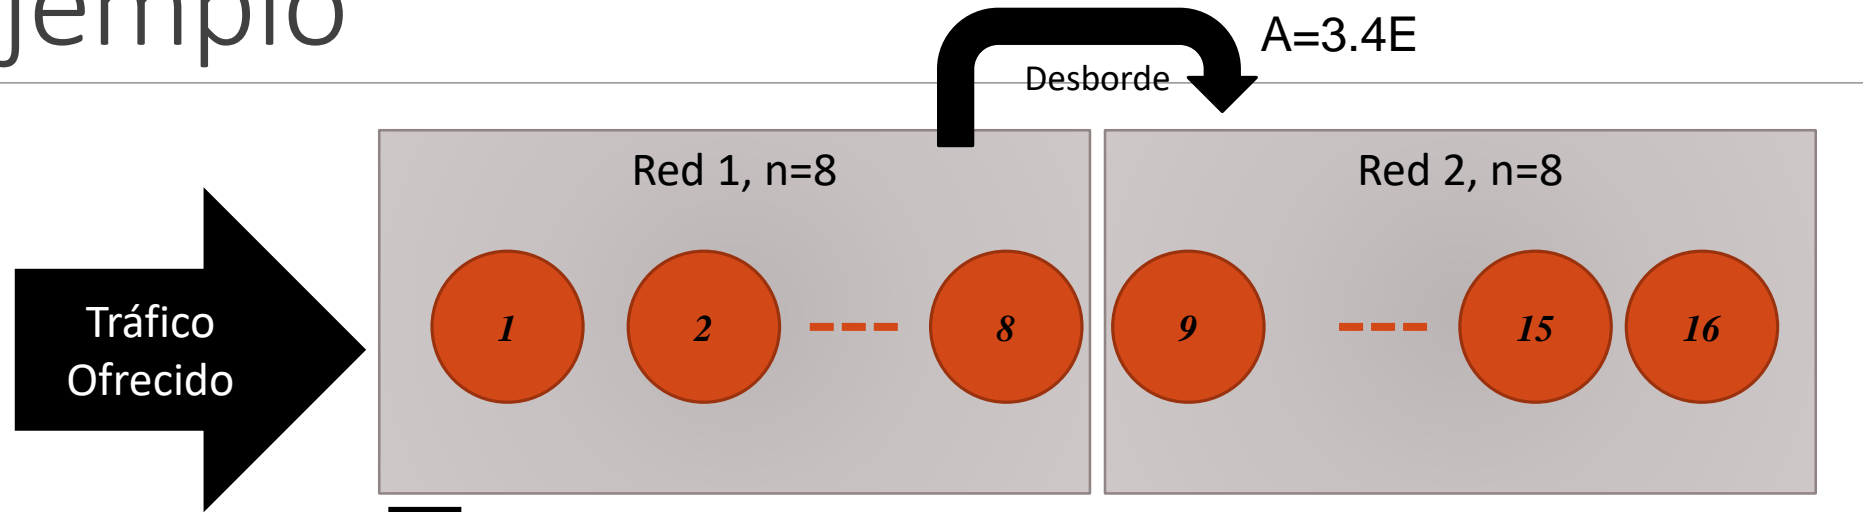 jemplo
A=3.4E
Desborde
Red 1, n=8
Red 2, n=8
Tráfico
Ofrecido
1
2
8
9
15
16